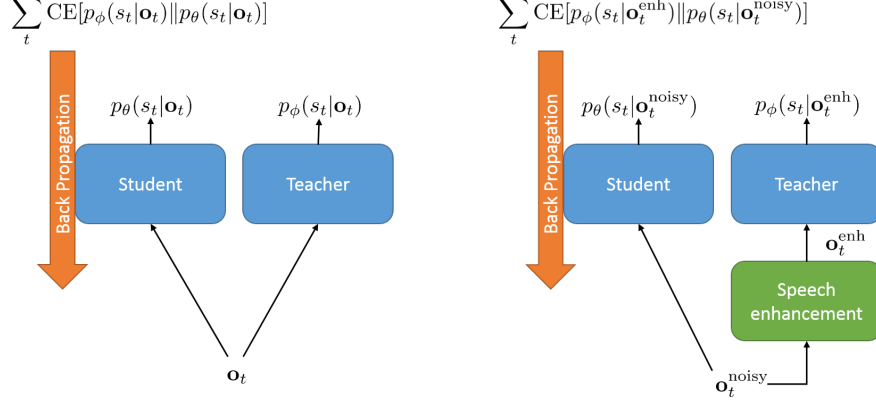 ∑_t CE[p_ϕ(s_t|𝐨_t)‖p_θ(s_t|𝐨_t)]
Back Propagation
p_θ(s_t|𝐨_t)
p_ϕ(s_t|𝐨_t)
Student
Teacher
𝐨_t
∑_t CE[p_ϕ(s_t|𝐨_t^enh)‖p_θ(s_t|𝐨_t^noisy)]
Back Propagation
p_θ(s_t|𝐨_t^noisy)
p_ϕ(s_t|𝐨_t^enh)
Student
Teacher
𝐨_t^enh
Speech
enhancement
𝐨_t^noisy